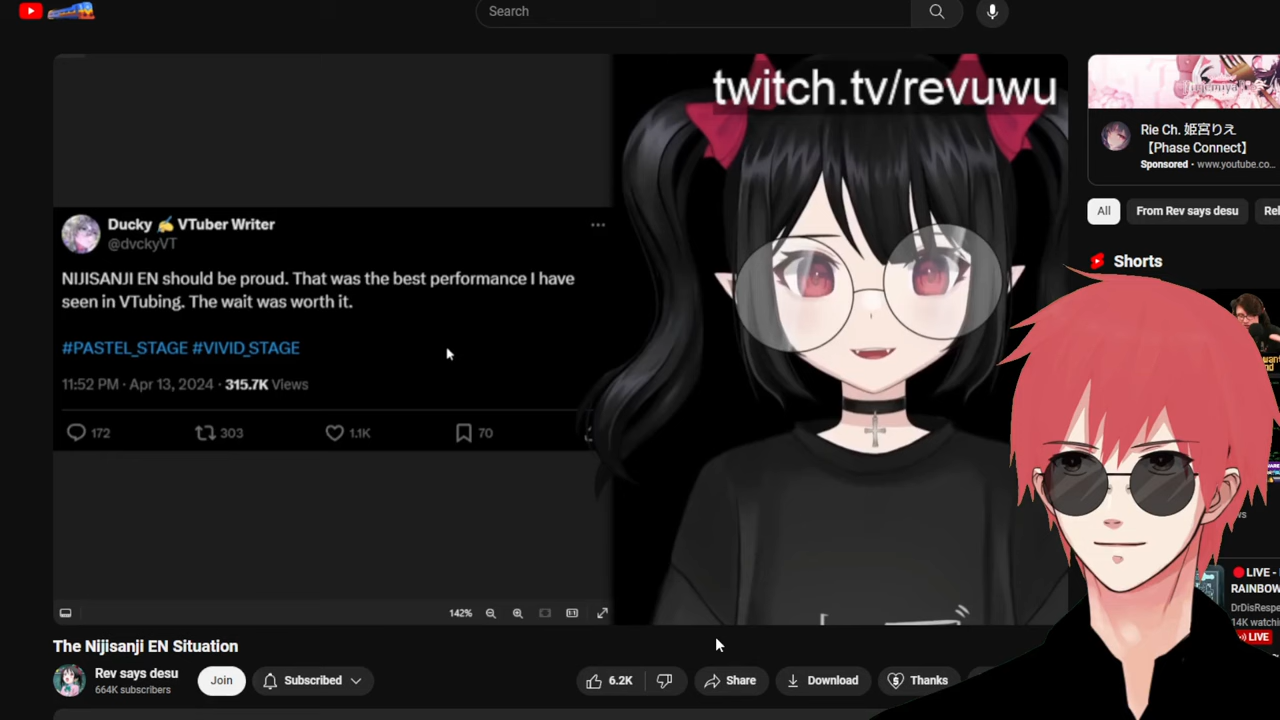 Search
twitch.tv/revuwu
Ducky ✍ VTuber Writer
@dvckyVT
NIJISANJI EN should be proud. That was the best performance I have
seen in VTubing. The wait was worth it.
#PASTEL_STAGE #VIVID_STAGE
11:52 PM · Apr 13, 2024 · 315.7K Views
172
303
1.1K
70
142%
The Nijisanji EN Situation
Rev says desu
664K subscribers
Join
Subscribed
6.2K
Share
Download
Thanks
Rie Ch. 姫宮りえ
【Phase Connect】
Sponsored · www.youtube.co...
All
From Rev says desu
Rel
Shorts
LIVE -
RAINBOW
DrDisRespe
14K watchin
LIVE